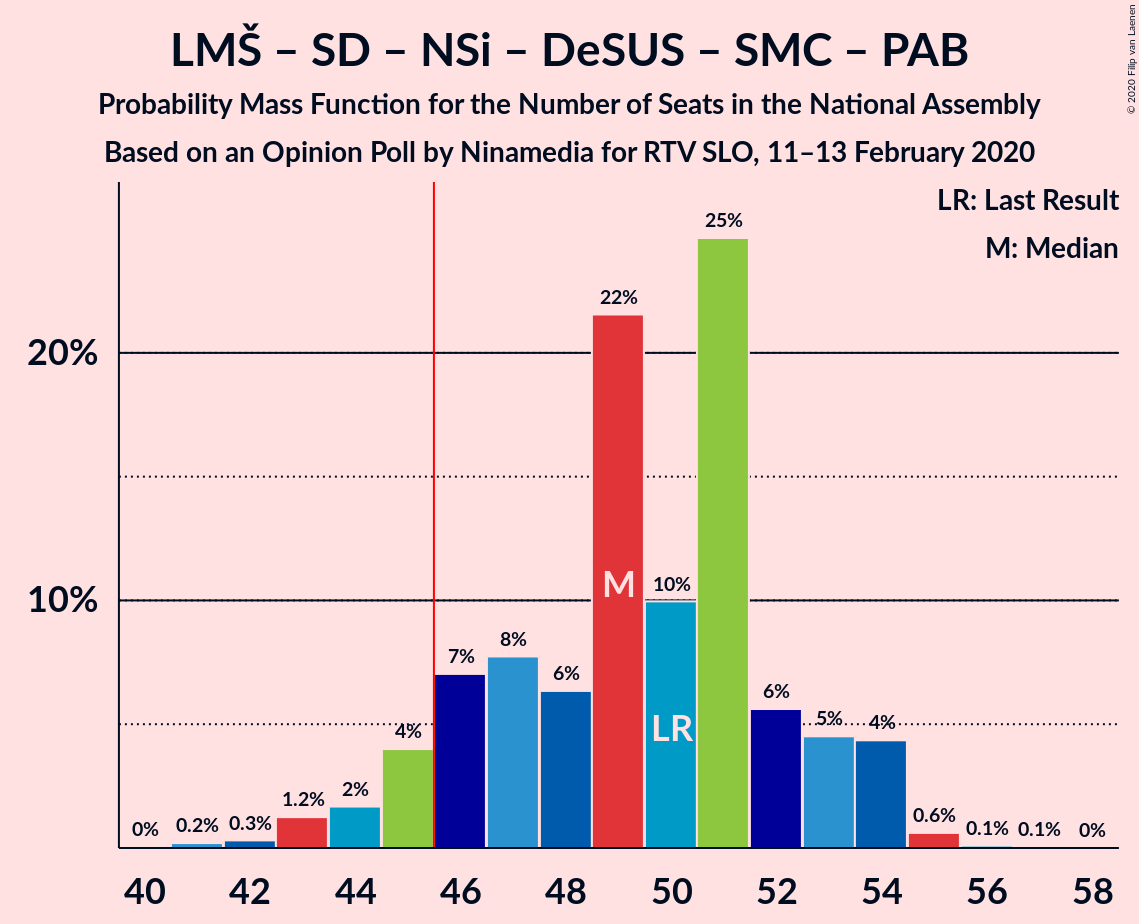 LMŠ – SD – NSi – DeSUS – SMC – PAB
Probability Mass Function for the Number of Seats in the National Assembly
Based on an Opinion Poll by Ninamedia for RTV SLO, 11–13 February 2020
© 2020 Filip van Laenen
LR: Last Result
M: Median
25%
22%
20%
10%
10%
8%
7%
6%
6%
5%
4%
4%
2%
1.2%
0.6%
0.3%
0.2%
0%
0.1%
0.1%
0%
M
LR
40 42 44 46 48 50 52 54 56 58